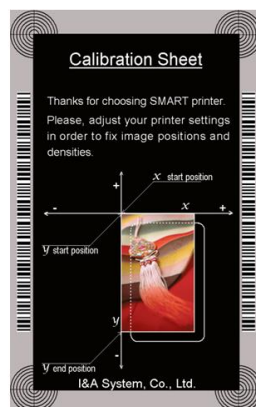 Calibration Sheet
Thanks for choosing SMART printer.
Please, adjust your printer settings
in order to fix image positions and
densities.
x start position
+
- x +
y start position
y
-
y end position
I&A System, Co., Ltd.